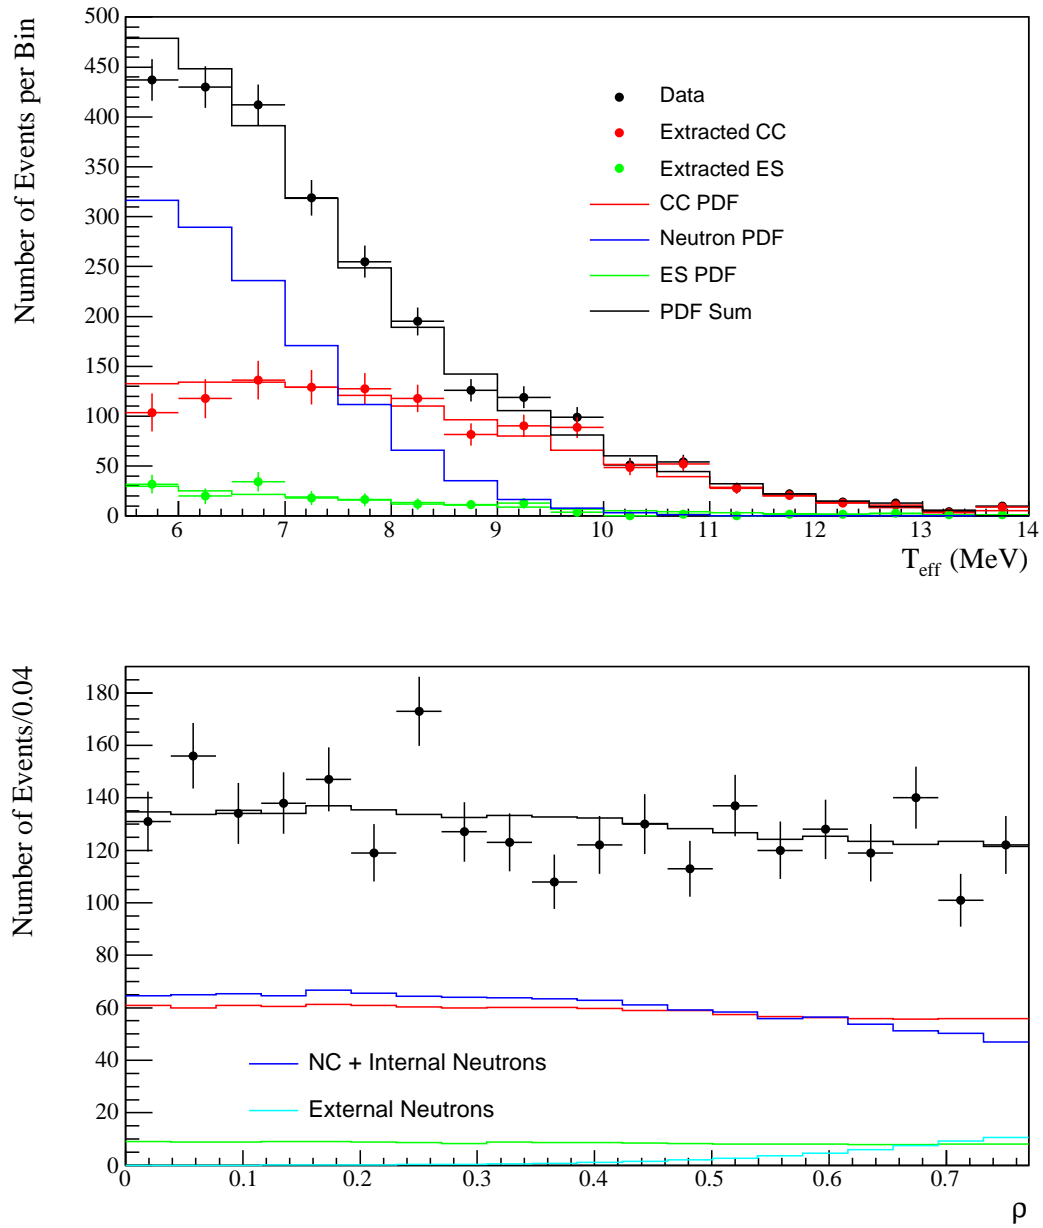 Number of Events per Bin
500
450
400
350
300
250
200
150
100
50
0
Data
Extracted CC
Extracted ES
CC PDF
Neutron PDF
ES PDF
PDF Sum
6 7 8 9 10 11 12 13 14
T_eff (MeV)
Number of Events/0.04
180
160
140
120
100
80
60
40
20
0
NC + Internal Neutrons
External Neutrons
0 0.1 0.2 0.3 0.4 0.5 0.6 0.7
ρ